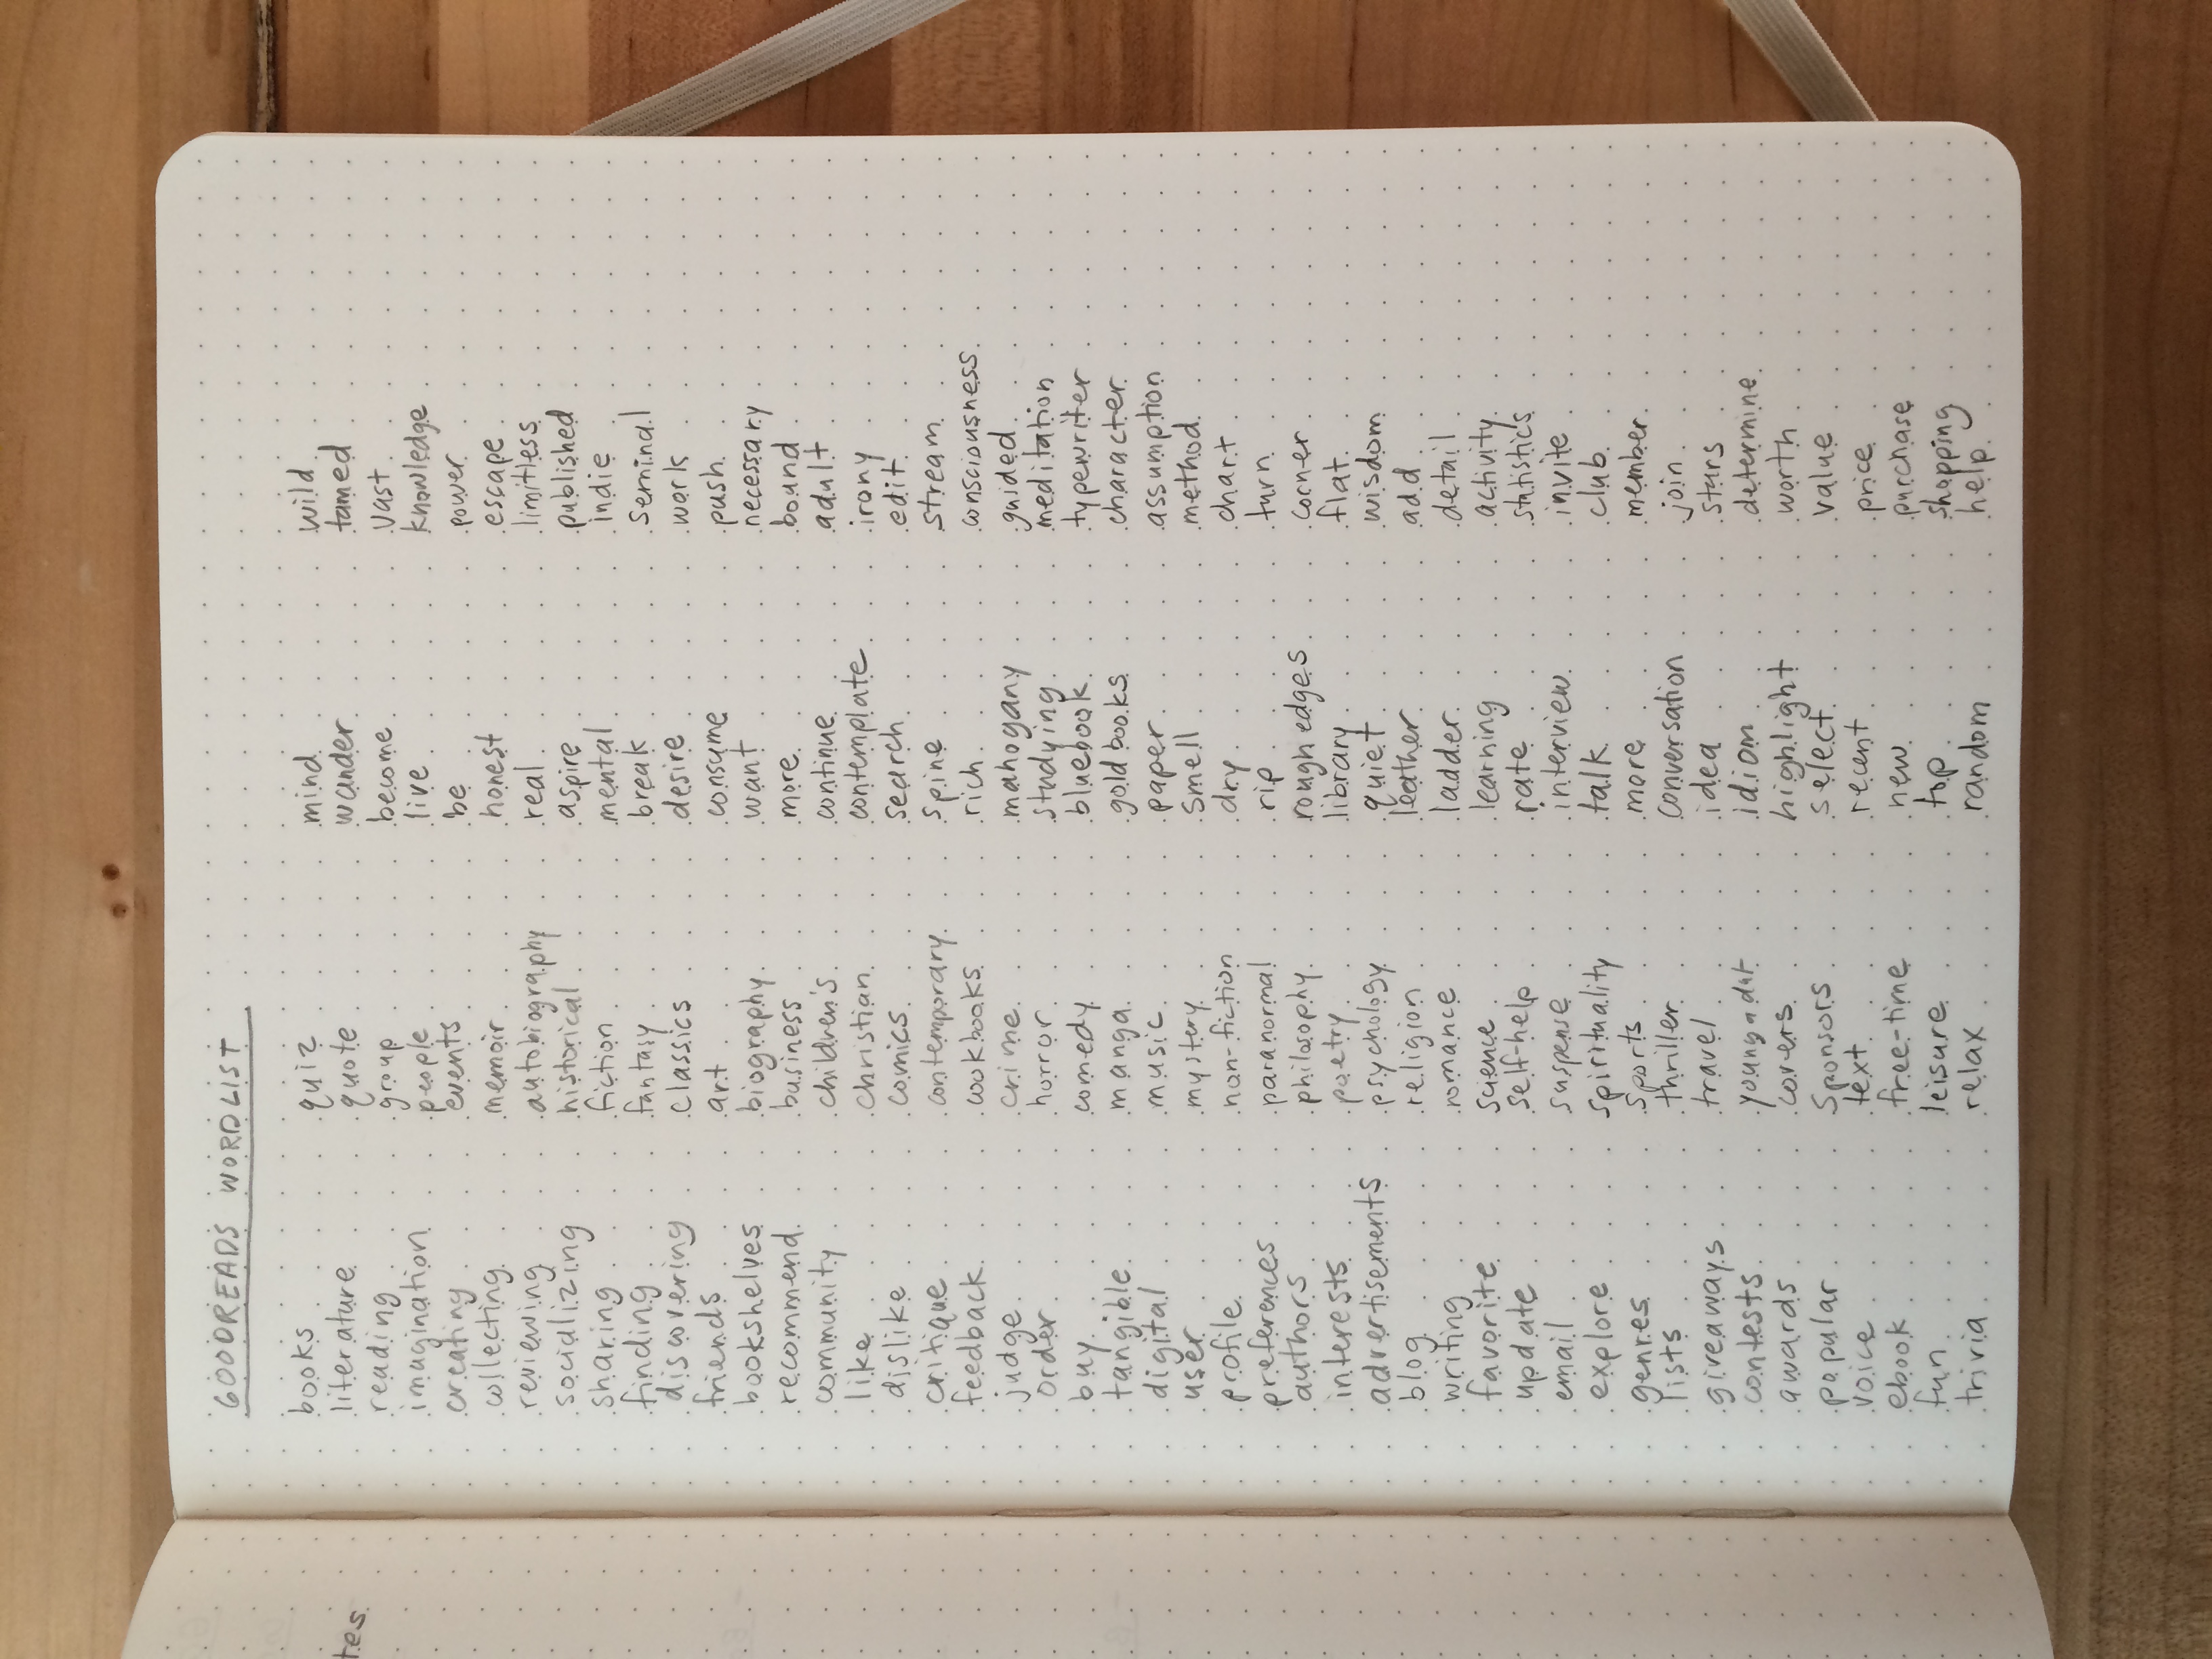 tes
GOODREADS WORDLIST
books
literature
reading
imagination
creating
collecting
reviewing
socializing
sharing
finding
discovering
friends
bookshelves
recommend
community
like
dislike
critique
feedback
judge
order
buy
tangible
digital
user
profile
preferences
authors
interests
advertisements
blog
writing
favorite
update
email
explore
genres
lists
giveaways
contests
awards
popular
voice
ebook
fun
trivia
quiz
quote
group
people
events
memoir
autobiography
historical
fiction
fantasy
classics
art
biography
business
children's
christian
comics
contemporary
cookbooks
crime
horror
comedy
manga
music
mystery
non-fiction
paranormal
philosophy
poetry
psychology
religion
romance
science
self-help
suspense
spirituality
sports
thriller
travel
young adult
covers
sponsors
text
free-time
leisure
relax
mind
wander
become
live
be
honest
real
aspire
mental
break
desire
consume
want
more
continue
contemplate
search
spine
rich
mahogany
studying
bluebook
gold books
paper
smell
dry
rip
rough edges
library
quiet
leather
ladder
learning
rate
interview
talk
more
conversation
idea
idiom
highlight
select
recent
new
top
random
wild
tamed
vast
knowledge
power
escape
limitless
published
indie
seminal
work
push
necessary
bound
adult
irony
edit
stream
consciousness
guided
meditation
typewriter
character
assumption
method
chart
turn
corner
flat
wisdom
add
detail
activity
statistics
invite
club
member
join
stars
determine
worth
value
price
purchase
shopping
help